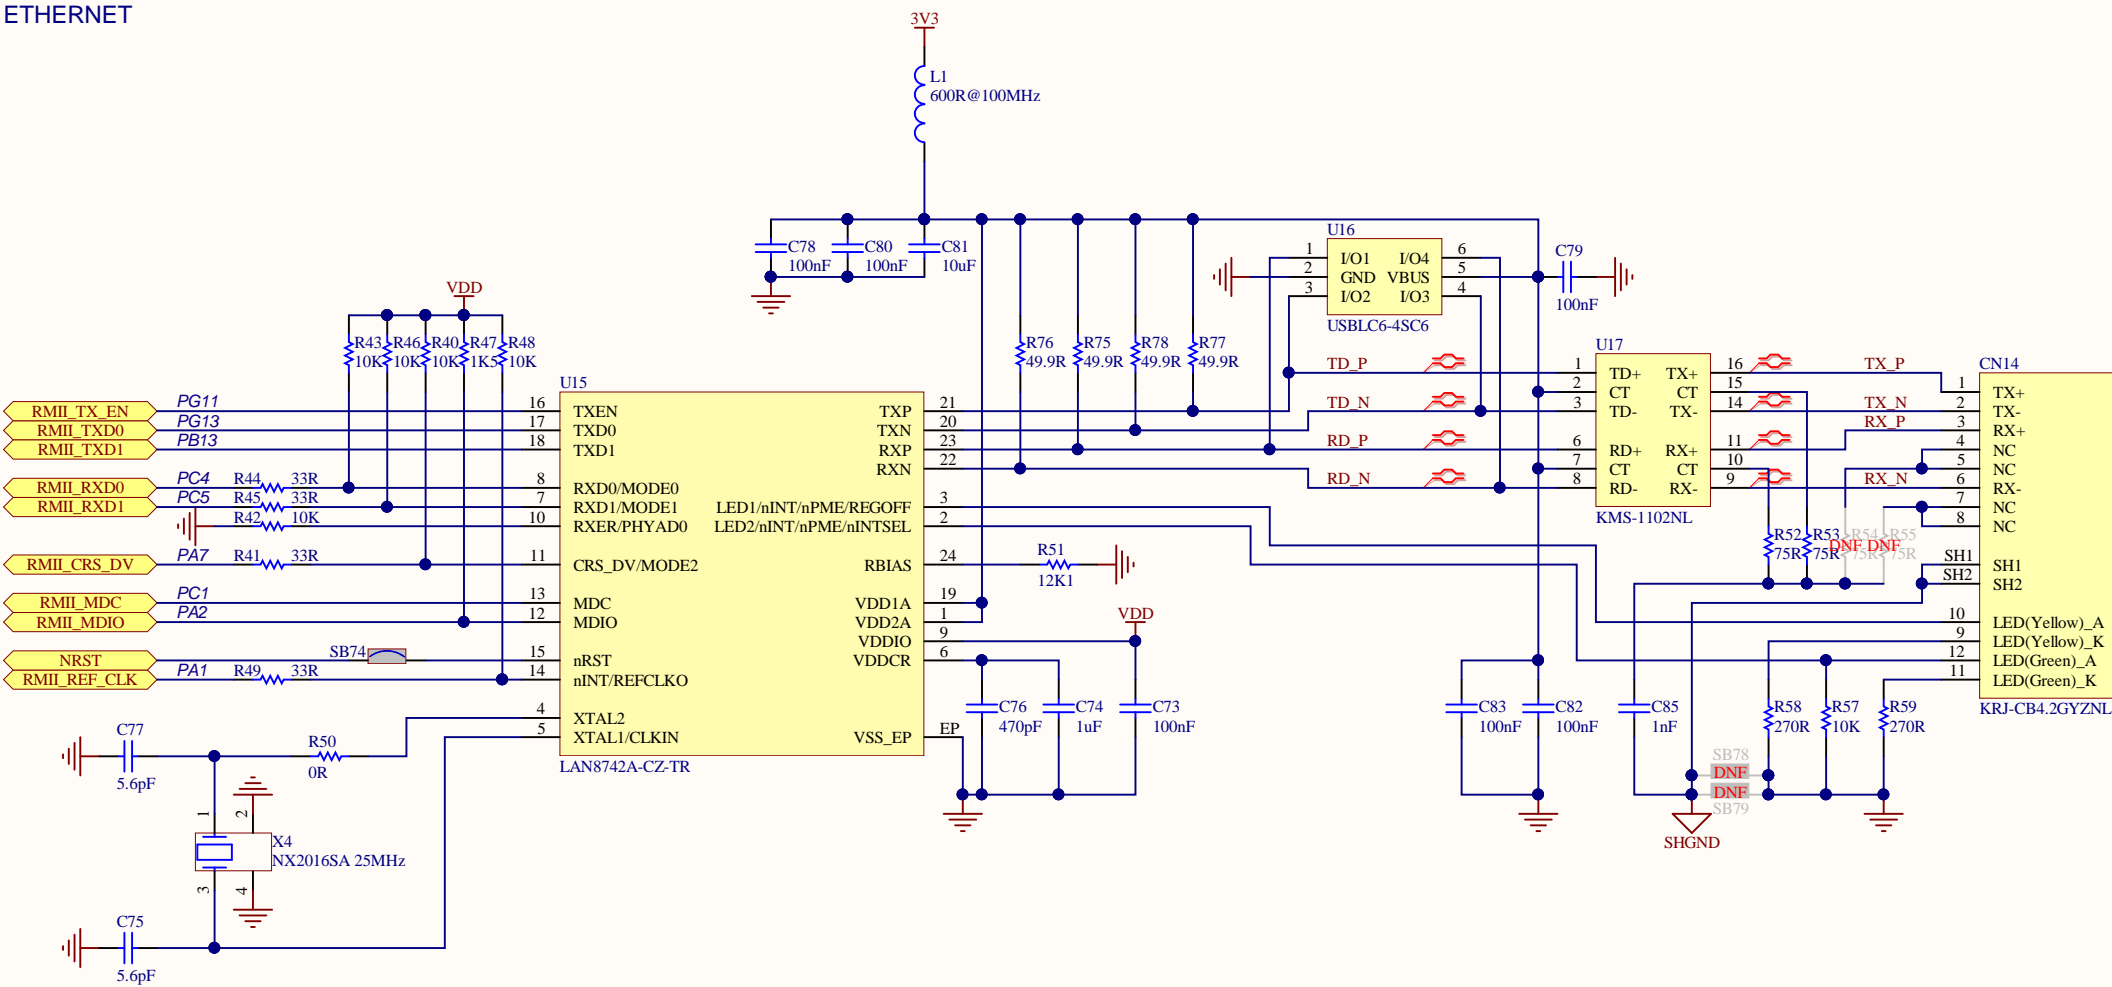 ETHERNET
3V3
L1
600R@100MHz
C78
100nF
C80
100nF
C81
10uF
VDD
R43
10K
R46
10K
R40
10K
R47
1K5
R48
10K
R76
49.9R
R75
49.9R
R78
49.9R
R77
49.9R
U16
1 I/O1 I/O4 6
2 GND VBUS 5
3 I/O2 I/O3 4
USBLC6-4SC6
C79
100nF
RMII_TX_EN PG11
RMII_TXD0 PG13
RMII_TXD1 PB13
RMII_RXD0 PC4 R44 33R
RMII_RXD1 PC5 R45 33R
R42 10K
RMII_CRS_DV PA7 R41 33R
RMII_MDC PC1
RMII_MDIO PA2
NRST SB74
RMII_REF_CLK PA1 R49 33R
U15
16 TXEN TXP 21
17 TXD0 TXN 20
18 TXD1 RXP 23
RXN 22
8 RXD0/MODE0
7 RXD1/MODE1 LED1/nINT/nPME/REGOFF 3
10 RXER/PHYAD0 LED2/nINT/nPME/nINTSEL 2
11 CRS_DV/MODE2 RBIAS 24
13 MDC VDD1A 19
12 MDIO VDD2A 1
VDDIO 9
15 nRST VDDCR 6
14 nINT/REFCLKO
4 XTAL2
5 XTAL1/CLKIN VSS_EP EP
LAN8742A-CZ-TR
R51
12K1
VDD
C76
470pF
C74
1uF
C73
100nF
C77
5.6pF
R50
0R
1
2
X4
NX2016SA 25MHz
3
4
C75
5.6pF
TD_P
TD_N
RD_P
RD_N
U17
1 TD+ TX+ 16
2 CT CT 15
3 TD- TX- 14
6 RD+ RX+ 11
7 CT CT 10
8 RD- RX- 9
KMS-1102NL
TX_P
TX_N
RX_P
RX_N
R52
75R
R53
75R
R54
75R
DNF
R55
75R
DNF
C83
100nF
C82
100nF
C85
1nF
R58
270R
R57
10K
R59
270R
SB78
DNF
DNF
SB79
SHGND
CN14
1 TX+
2 TX-
3 RX+
4 NC
5 NC
6 RX-
7 NC
8 NC
SH1 SH1
SH2 SH2
10 LED(Yellow)_A
9 LED(Yellow)_K
12 LED(Green)_A
11 LED(Green)_K
KRJ-CB4.2GYZNL